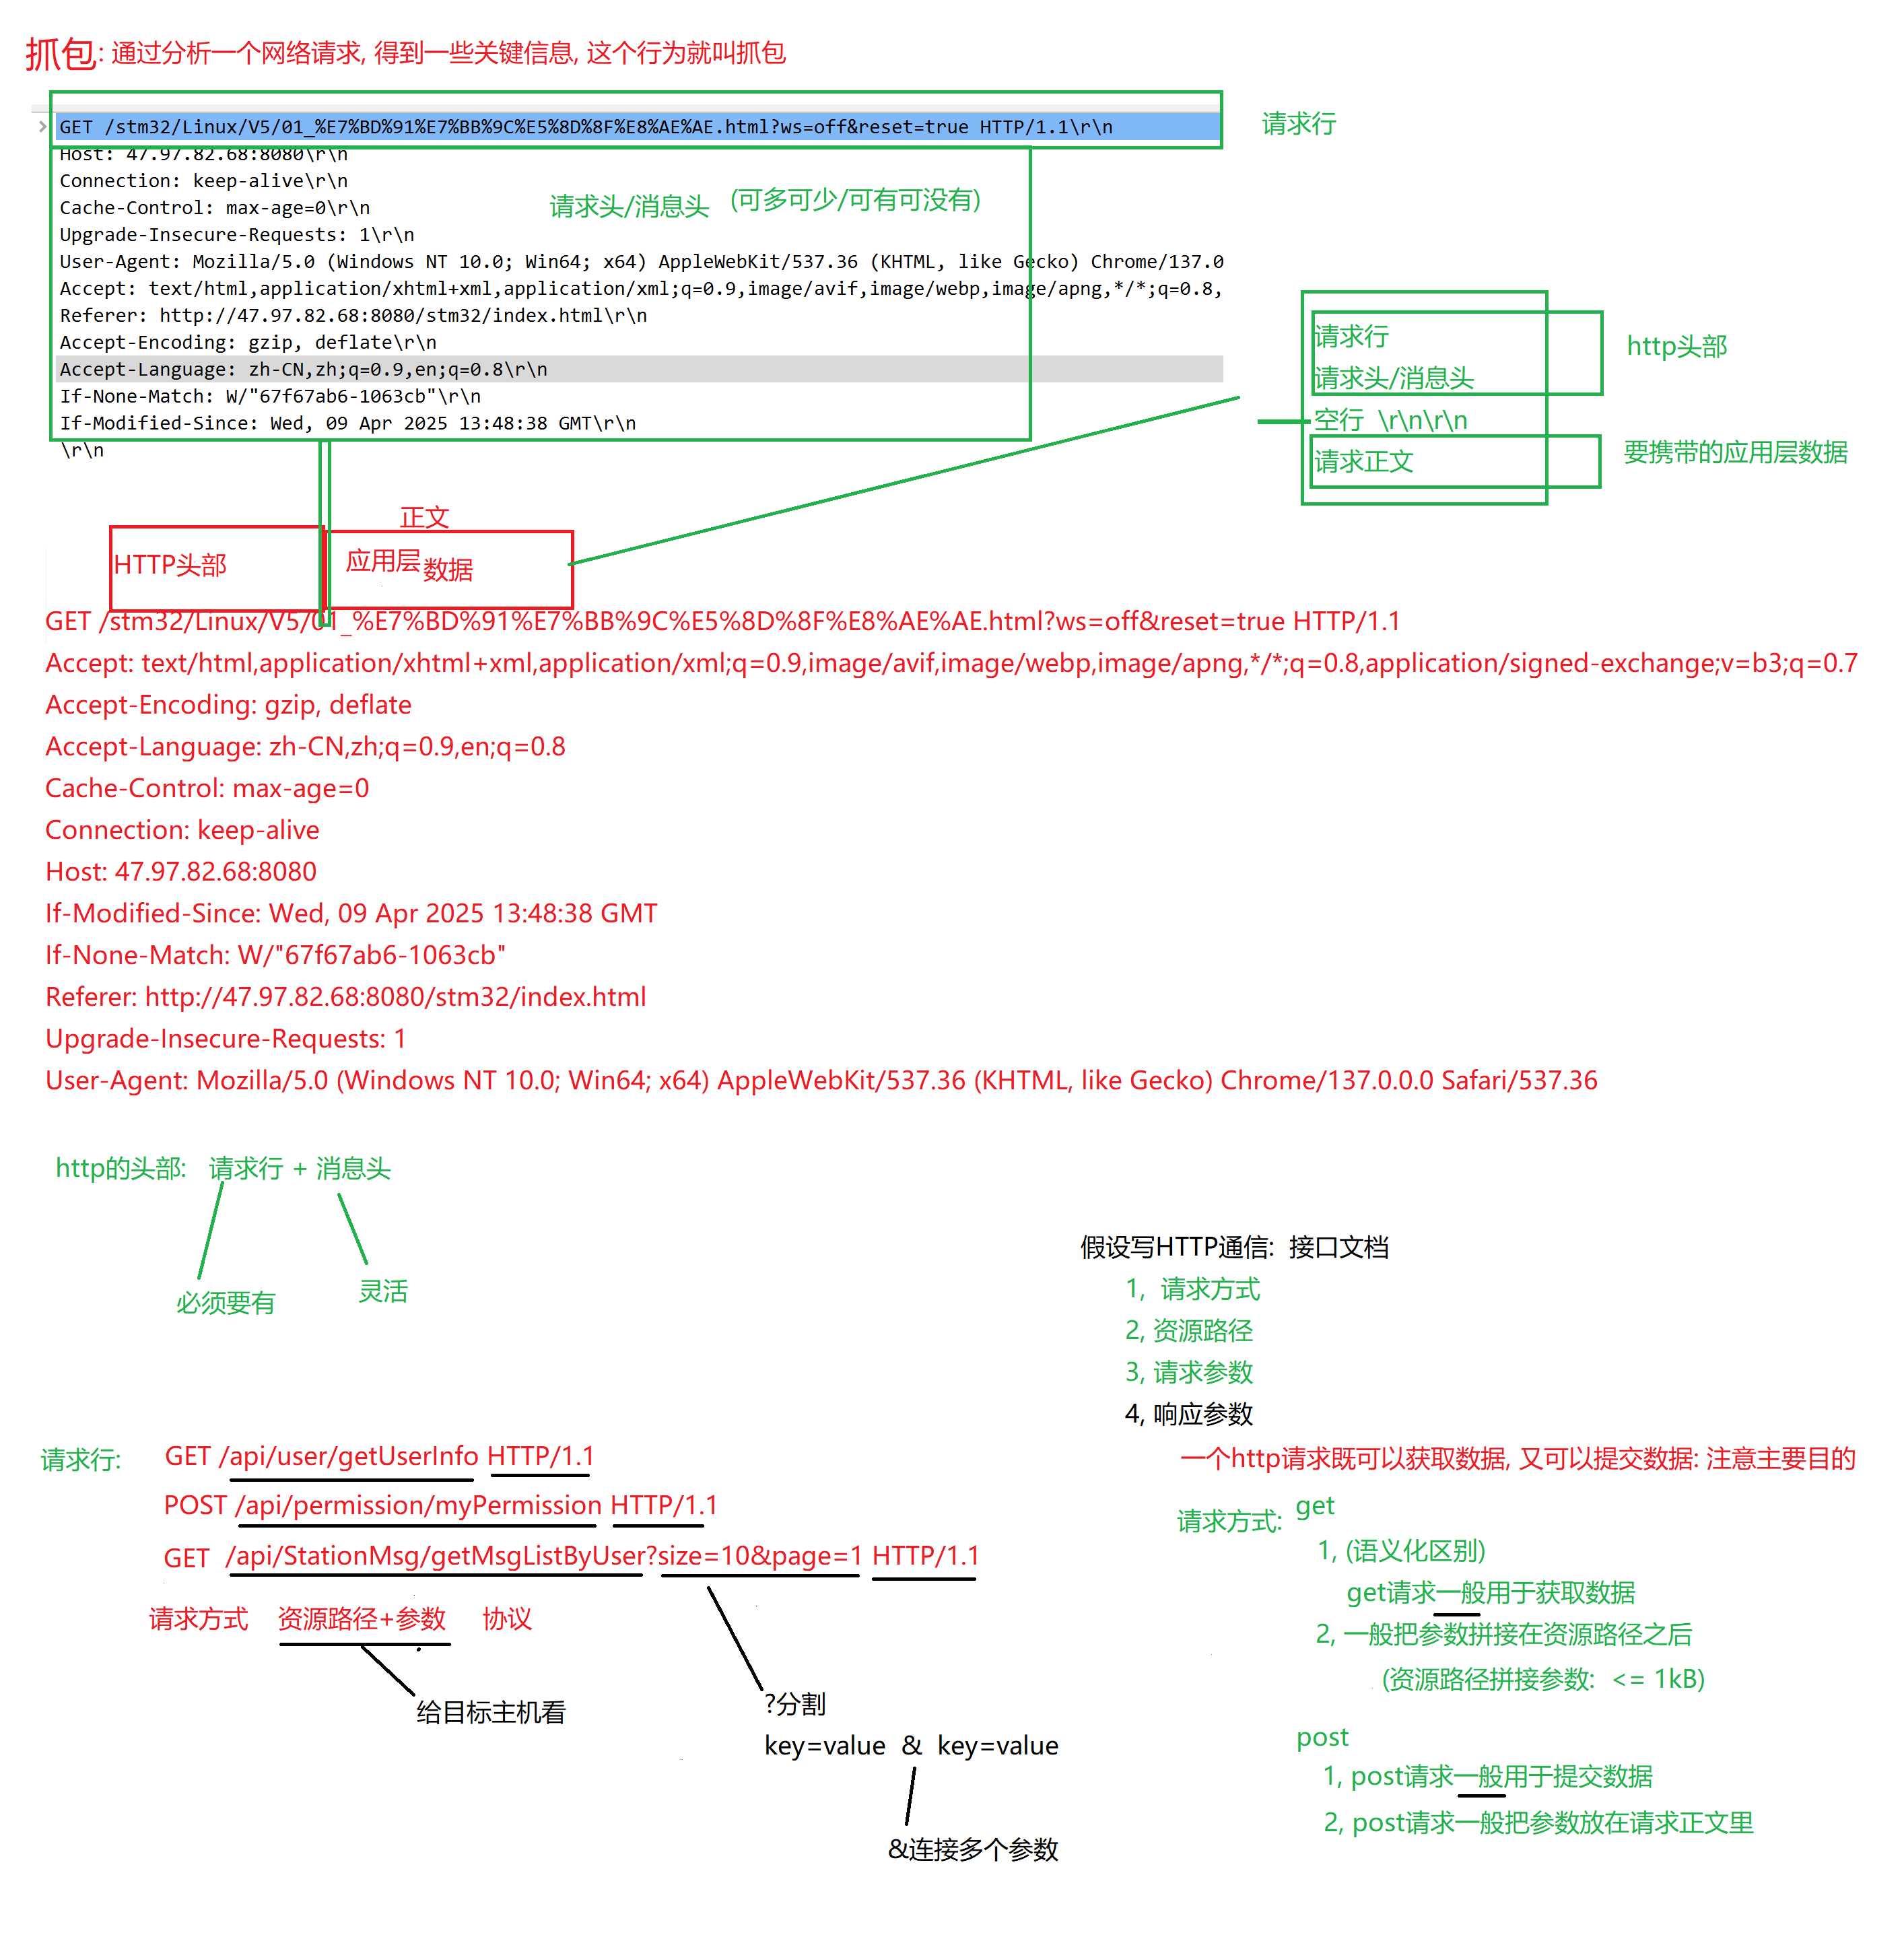 抓包: 通过分析一个网络请求, 得到一些关键信息, 这个行为就叫抓包
GET /stm32/Linux/V5/01_%E7%BD%91%E7%BB%9C%E5%8D%8F%E8%AE%AE.html?ws=off&reset=true HTTP/1.1\r\n
请求行
Host: 47.97.82.68:8080\r\n
Connection: keep-alive\r\n
Cache-Control: max-age=0\r\n
请求头/消息头 (可多可少/可有可没有)
Upgrade-Insecure-Requests: 1\r\n
User-Agent: Mozilla/5.0 (Windows NT 10.0; Win64; x64) AppleWebKit/537.36 (KHTML, like Gecko) Chrome/137.0
Accept: text/html,application/xhtml+xml,application/xml;q=0.9,image/avif,image/webp,image/apng,*/*;q=0.8,
Referer: http://47.97.82.68:8080/stm32/index.html\r\n
Accept-Encoding: gzip, deflate\r\n
Accept-Language: zh-CN,zh;q=0.9,en;q=0.8\r\n
If-None-Match: W/"67f67ab6-1063cb"\r\n
If-Modified-Since: Wed, 09 Apr 2025 13:48:38 GMT\r\n
\r\n
请求行
请求头/消息头
http头部
空行 \r\n\r\n
请求正文
要携带的应用层数据
正文
HTTP头部
应用层数据
GET /stm32/Linux/V5/01_%E7%BD%91%E7%BB%9C%E5%8D%8F%E8%AE%AE.html?ws=off&reset=true HTTP/1.1
Accept: text/html,application/xhtml+xml,application/xml;q=0.9,image/avif,image/webp,image/apng,*/*;q=0.8,application/signed-exchange;v=b3;q=0.7
Accept-Encoding: gzip, deflate
Accept-Language: zh-CN,zh;q=0.9,en;q=0.8
Cache-Control: max-age=0
Connection: keep-alive
Host: 47.97.82.68:8080
If-Modified-Since: Wed, 09 Apr 2025 13:48:38 GMT
If-None-Match: W/"67f67ab6-1063cb"
Referer: http://47.97.82.68:8080/stm32/index.html
Upgrade-Insecure-Requests: 1
User-Agent: Mozilla/5.0 (Windows NT 10.0; Win64; x64) AppleWebKit/537.36 (KHTML, like Gecko) Chrome/137.0.0.0 Safari/537.36
http的头部: 请求行 + 消息头
必须要有
灵活
假设写HTTP通信: 接口文档
1, 请求方式
2, 资源路径
3, 请求参数
4, 响应参数
请求行:
GET /api/user/getUserInfo HTTP/1.1
POST /api/permission/myPermission HTTP/1.1
GET /api/StationMsg/getMsgListByUser?size=10&page=1 HTTP/1.1
请求方式 资源路径+参数 协议
给目标主机看
?分割
key=value & key=value
&连接多个参数
一个http请求既可以获取数据, 又可以提交数据: 注意主要目的
请求方式:
get
1, (语义化区别)
get请求一般用于获取数据
2, 一般把参数拼接在资源路径之后
(资源路径拼接参数: <= 1kB)
post
1, post请求一般用于提交数据
2, post请求一般把参数放在请求正文里